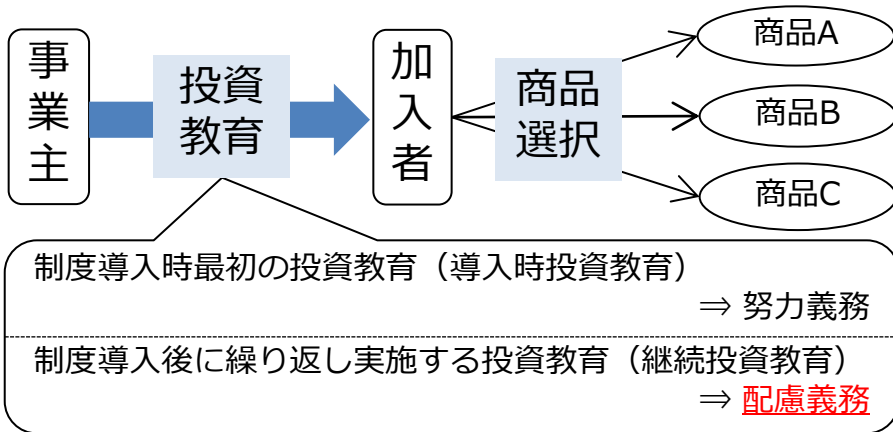 事業主
投資
教育
加入者
商品
選択
商品A
商品B
商品C
制度導入時最初の投資教育（導入時投資教育）
⇒ 努力義務
制度導入後に繰り返し実施する投資教育（継続投資教育）
⇒ 配慮義務